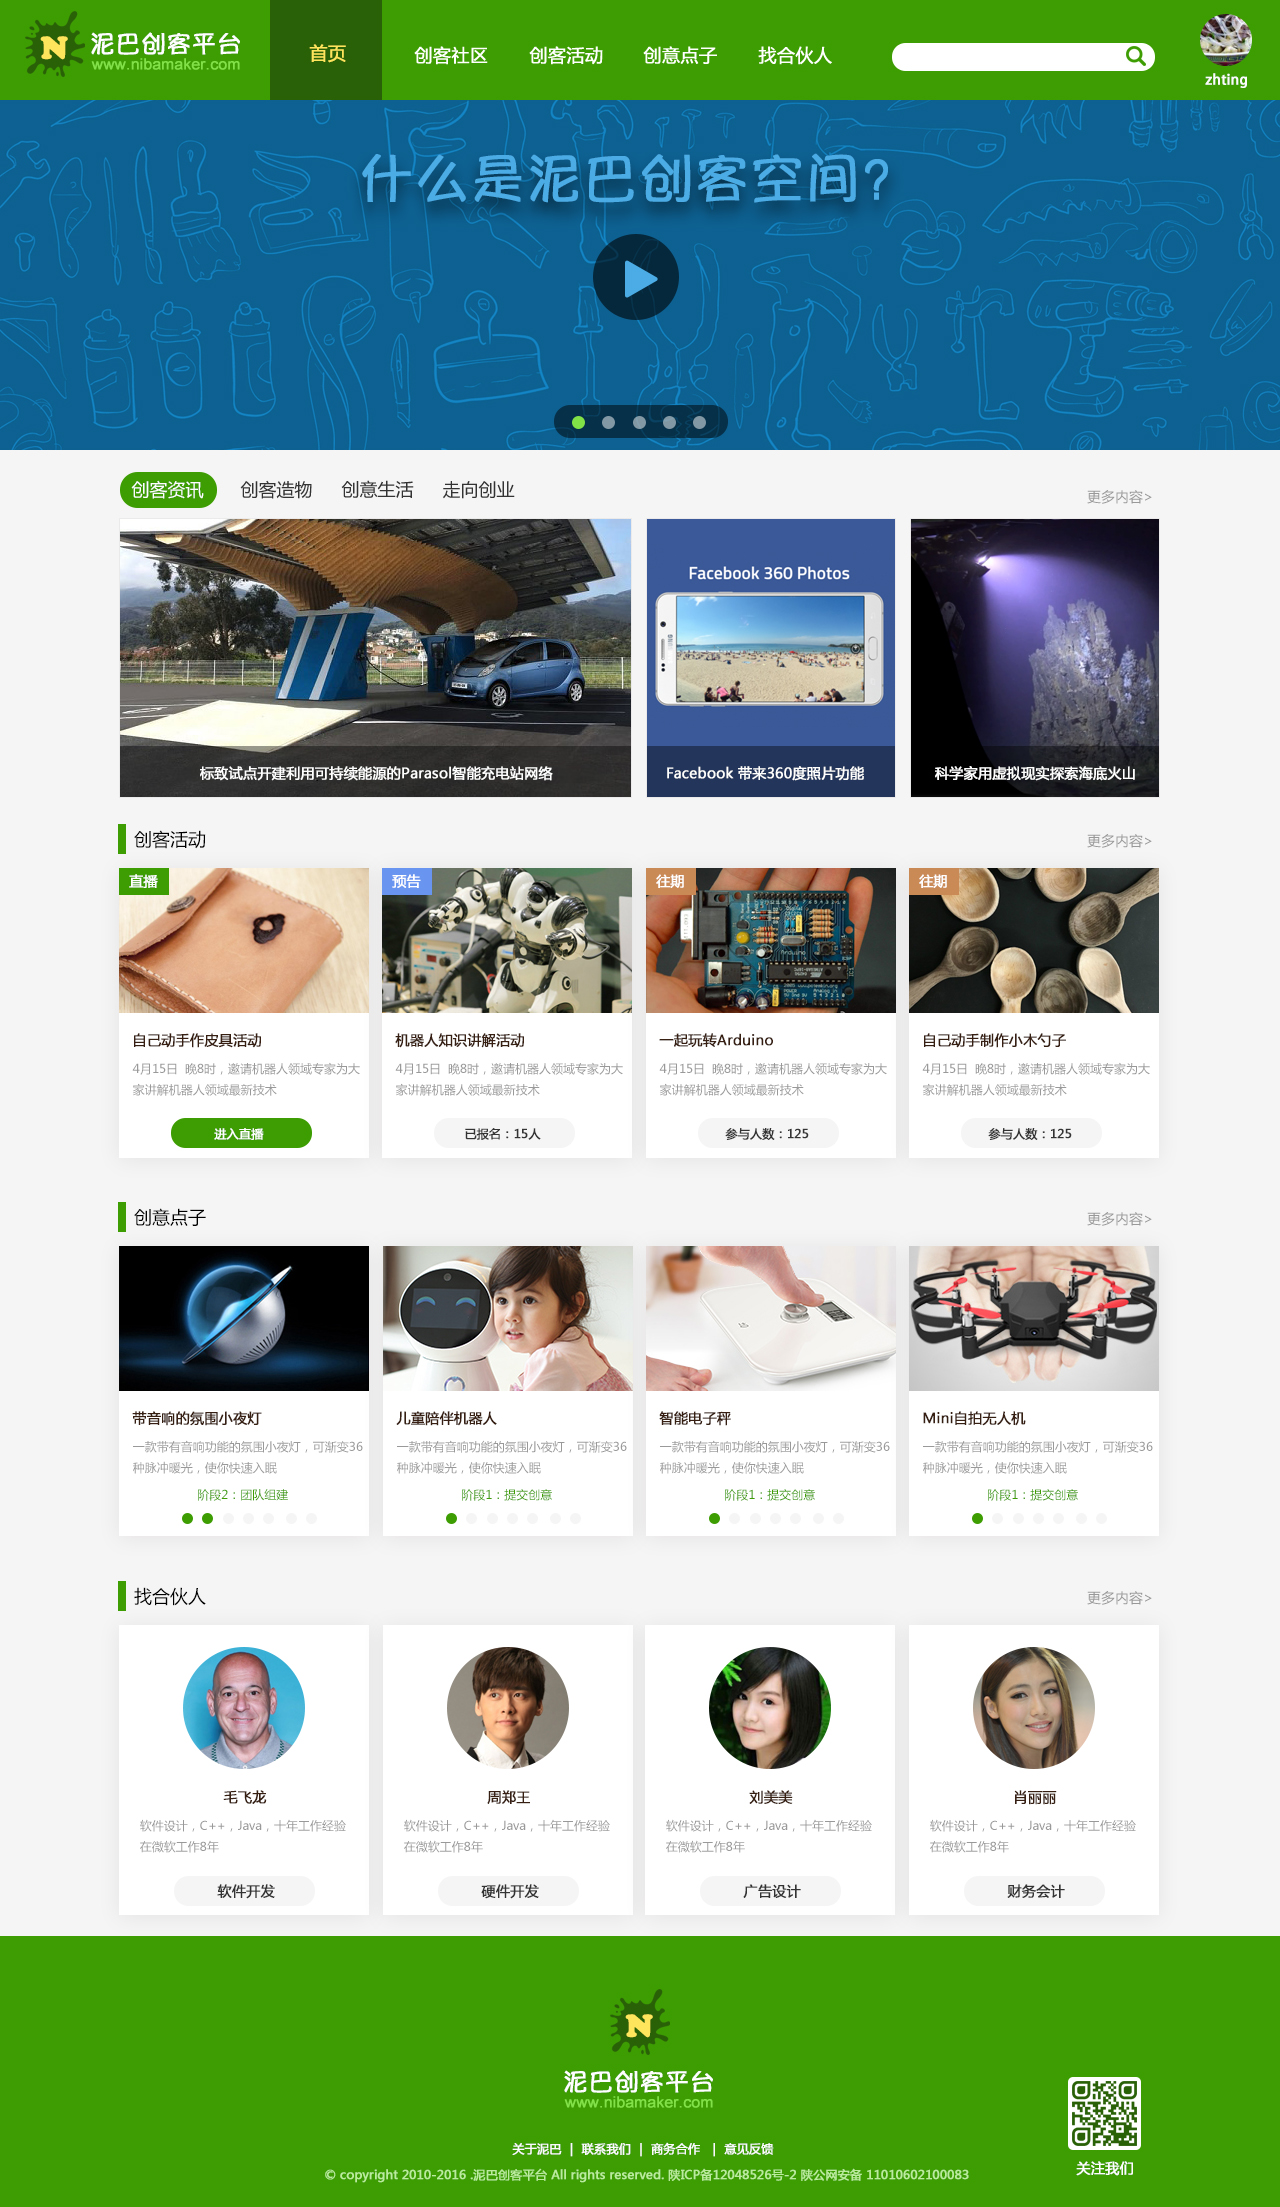 N 泥巴创客平台
www.nibamaker.com
首页
创客社区 创客活动 创意点子 找合伙人
zhting
什么是泥巴创客空间?
创客资讯 创客造物 创意生活 走向创业
更多内容>
Facebook 360 Photos
标致试点开建利用可持续能源的Parasol智能充电站网络
Facebook 带来360度照片功能
科学家用虚拟现实探索海底火山
创客活动
更多内容>
直播
自己动手作皮具活动
4月15日 晚8时，邀请机器人领域专家为大
家讲解机器人领域最新技术
进入直播
预告
机器人知识讲解活动
4月15日 晚8时，邀请机器人领域专家为大
家讲解机器人领域最新技术
已报名：15人
往期
一起玩转Arduino
4月15日 晚8时，邀请机器人领域专家为大
家讲解机器人领域最新技术
参与人数：125
往期
自己动手制作小木勺子
4月15日 晚8时，邀请机器人领域专家为大
家讲解机器人领域最新技术
参与人数：125
创意点子
更多内容>
带音响的氛围小夜灯
一款带有音响功能的氛围小夜灯，可渐变36
种脉冲暖光，使你快速入眠
阶段2：团队组建
儿童陪伴机器人
一款带有音响功能的氛围小夜灯，可渐变36
种脉冲暖光，使你快速入眠
阶段1：提交创意
智能电子秤
一款带有音响功能的氛围小夜灯，可渐变36
种脉冲暖光，使你快速入眠
阶段1：提交创意
Mini自拍无人机
一款带有音响功能的氛围小夜灯，可渐变36
种脉冲暖光，使你快速入眠
阶段1：提交创意
找合伙人
更多内容>
毛飞龙
软件设计，C++，Java，十年工作经验
在微软工作8年
软件开发
周郑王
软件设计，C++，Java，十年工作经验
在微软工作8年
硬件开发
刘美美
软件设计，C++，Java，十年工作经验
在微软工作8年
广告设计
肖丽丽
软件设计，C++，Java，十年工作经验
在微软工作8年
财务会计
N
泥巴创客平台
www.nibamaker.com
关于泥巴 | 联系我们 | 商务合作 | 意见反馈
© copyright 2010-2016 .泥巴创客平台 All rights reserved. 陕ICP备12048526号-2 陕公网安备 11010602100083
关注我们